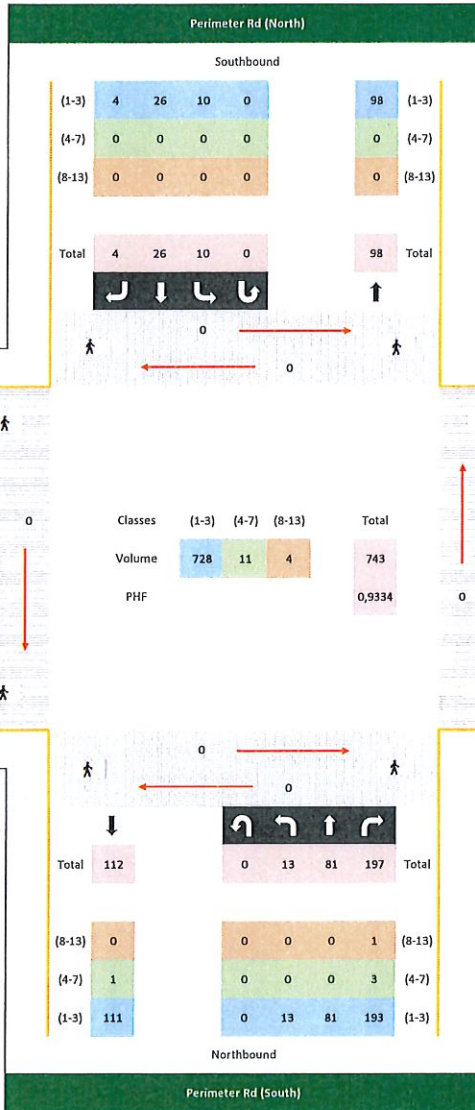 Perimeter Rd (North)
Southbound
(1-3) 4 26 10 0 98 (1-3)
(4-7) 0 0 0 0 0 (4-7)
(8-13) 0 0 0 0 0 (8-13)
Total 4 26 10 0 98 Total
0
0
0
Classes (1-3) (4-7) (8-13) Total
Volume 728 11 4 743
PHF 0,9334
0
0
0
Total 112 0 13 81 197 Total
(8-13) 0 0 0 0 1 (8-13)
(4-7) 1 0 0 0 3 (4-7)
(1-3) 111 0 13 81 193 (1-3)
Northbound
Perimeter Rd (South)